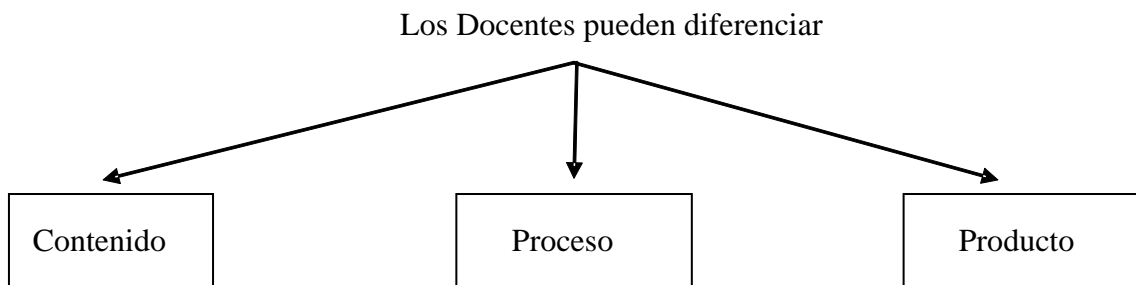 Los Docentes pueden diferenciar
Contenido
Proceso
Producto